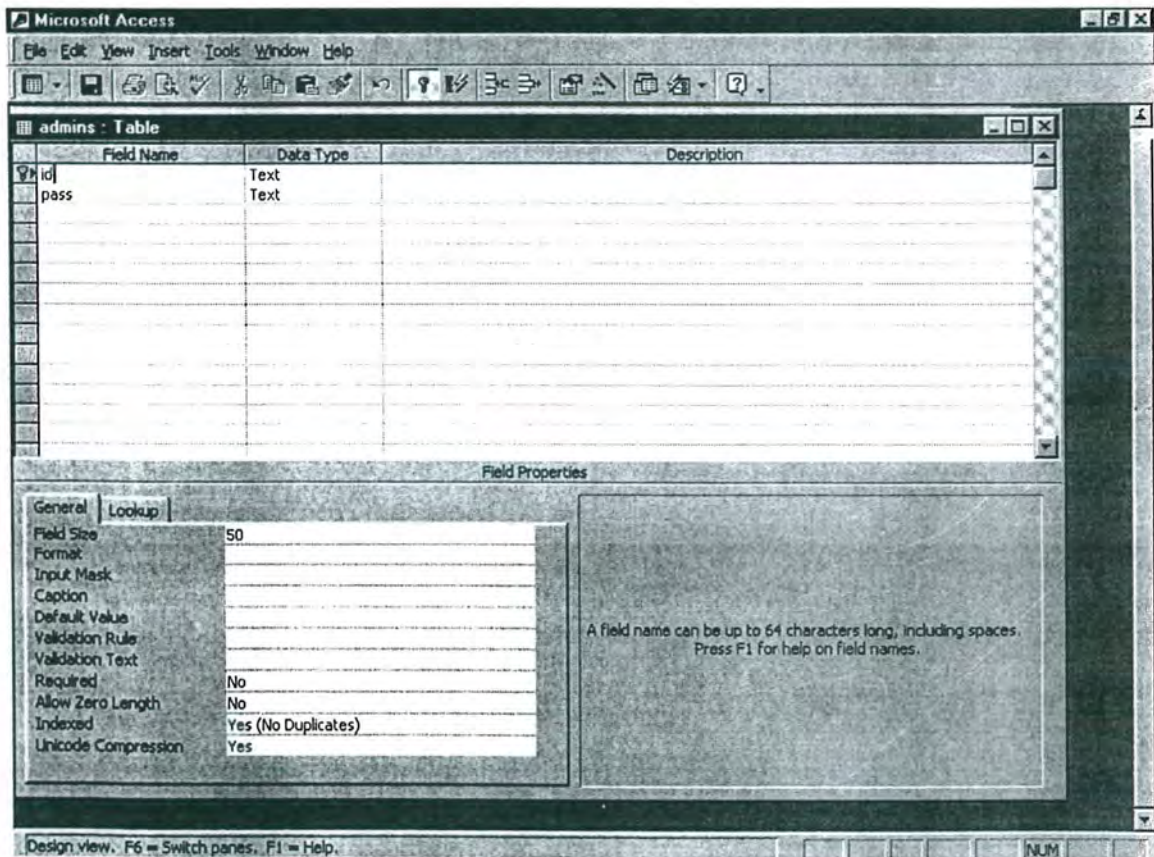 Microsoft Access
File Edit View Insert Tools Window Help
admins : Table
Field Name Data Type Description
id Text
pass Text
Field Properties
General Lookup
Field Size 50
Format
Input Mask
Caption
Default Value
Validation Rule
Validation Text
Required No
Allow Zero Length No
Indexed Yes (No Duplicates)
Unicode Compression Yes
A field name can be up to 64 characters long, including spaces.
Press F1 for help on field names.
Design view. F6 = Switch panes. F1 = Help. NUM